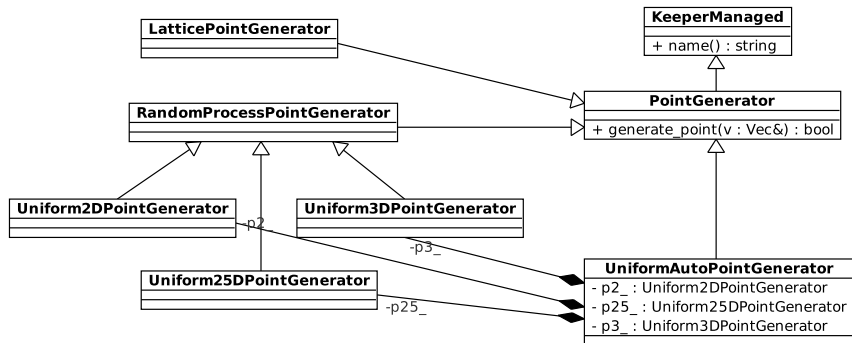 KeeperManaged
+ name() : string
LatticePointGenerator
PointGenerator
+ generate_point(v : Vec&) : bool
RandomProcessPointGenerator
Uniform2DPointGenerator
-p2_
Uniform3DPointGenerator
-p3_
Uniform25DPointGenerator
-p25_
UniformAutoPointGenerator
- p2_ : Uniform2DPointGenerator
- p25_ : Uniform25DPointGenerator
- p3_ : Uniform3DPointGenerator